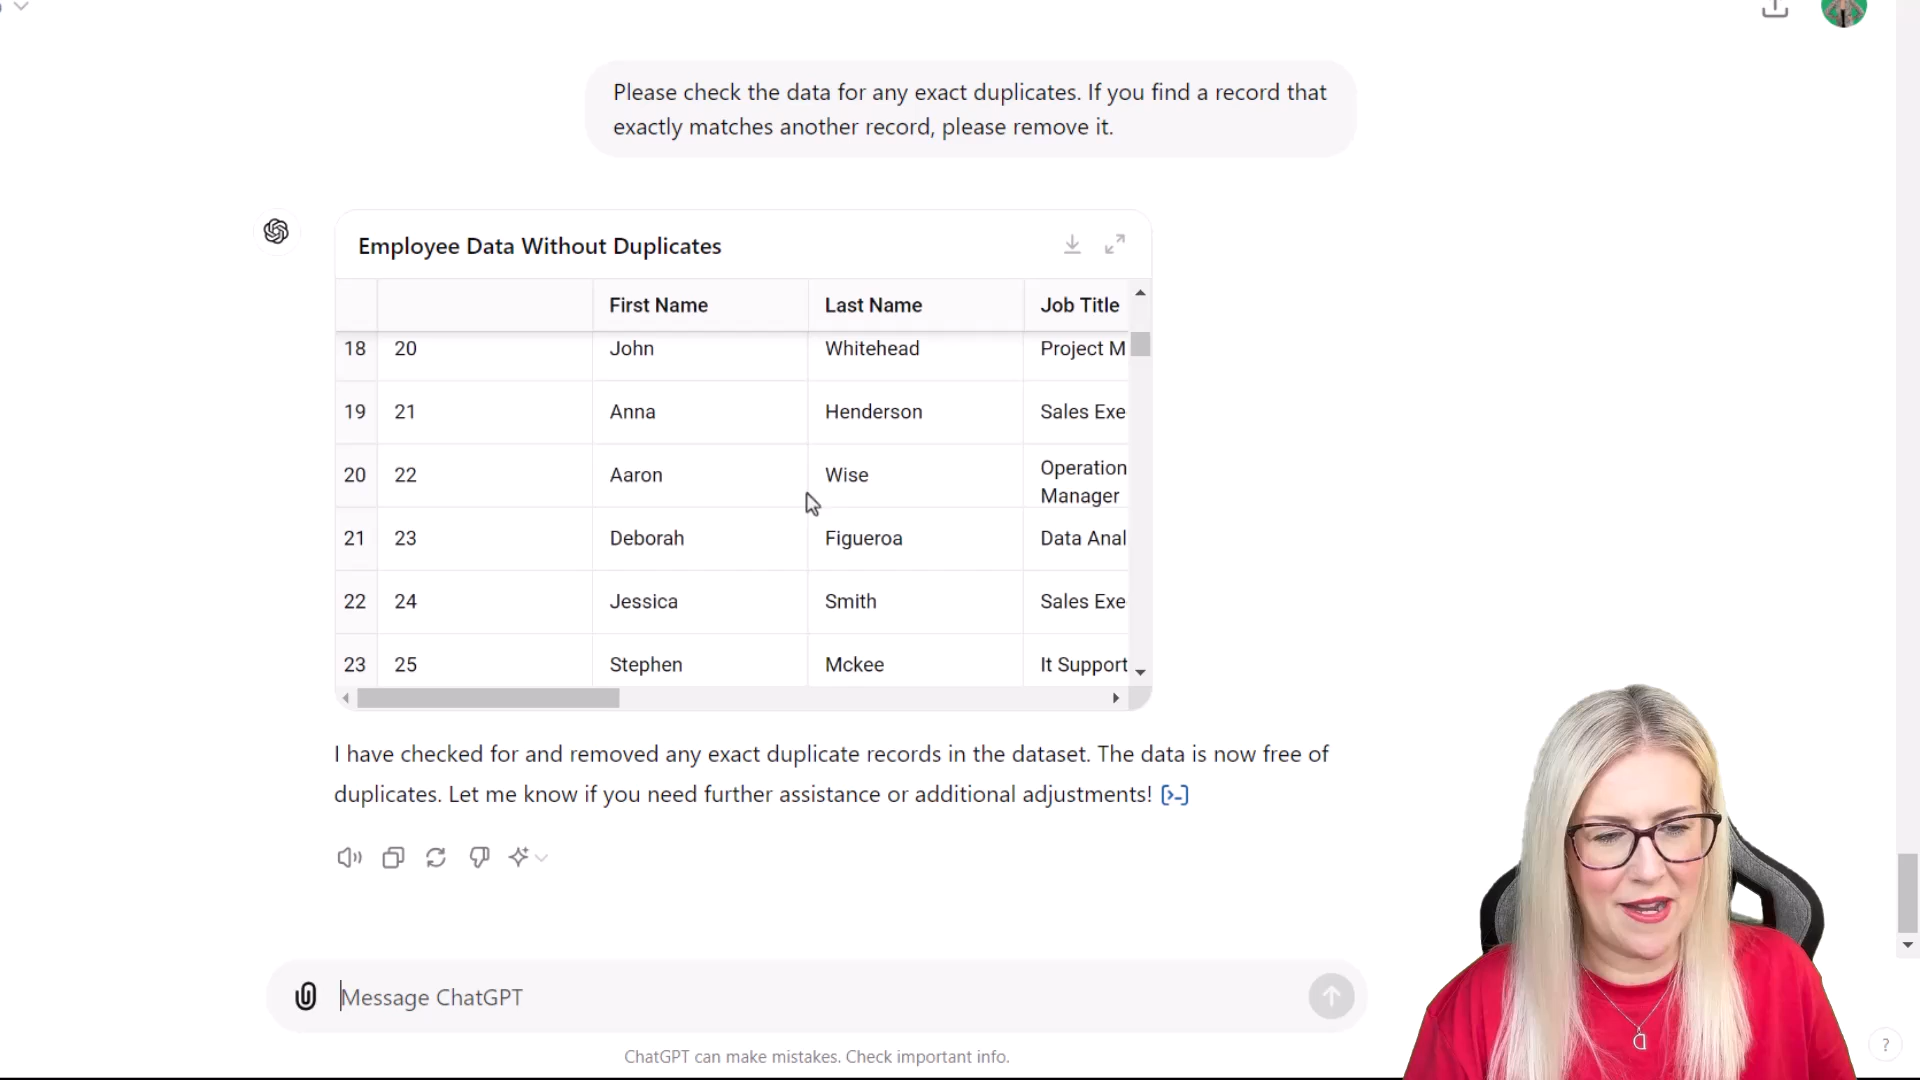 Please check the data for any exact duplicates. If you find a record that
exactly matches another record, please remove it.
Employee Data Without Duplicates
First Name Last Name Job Title
18 20 John Whitehead Project M
19 21 Anna Henderson Sales Exe
20 22 Aaron Wise Operation
Manager
21 23 Deborah Figueroa Data Anal
22 24 Jessica Smith Sales Exe
23 25 Stephen Mckee It Support
I have checked for and removed any exact duplicate records in the dataset. The data is now free of
duplicates. Let me know if you need further assistance or additional adjustments! [>-]
Message ChatGPT
ChatGPT can make mistakes. Check important info.
?